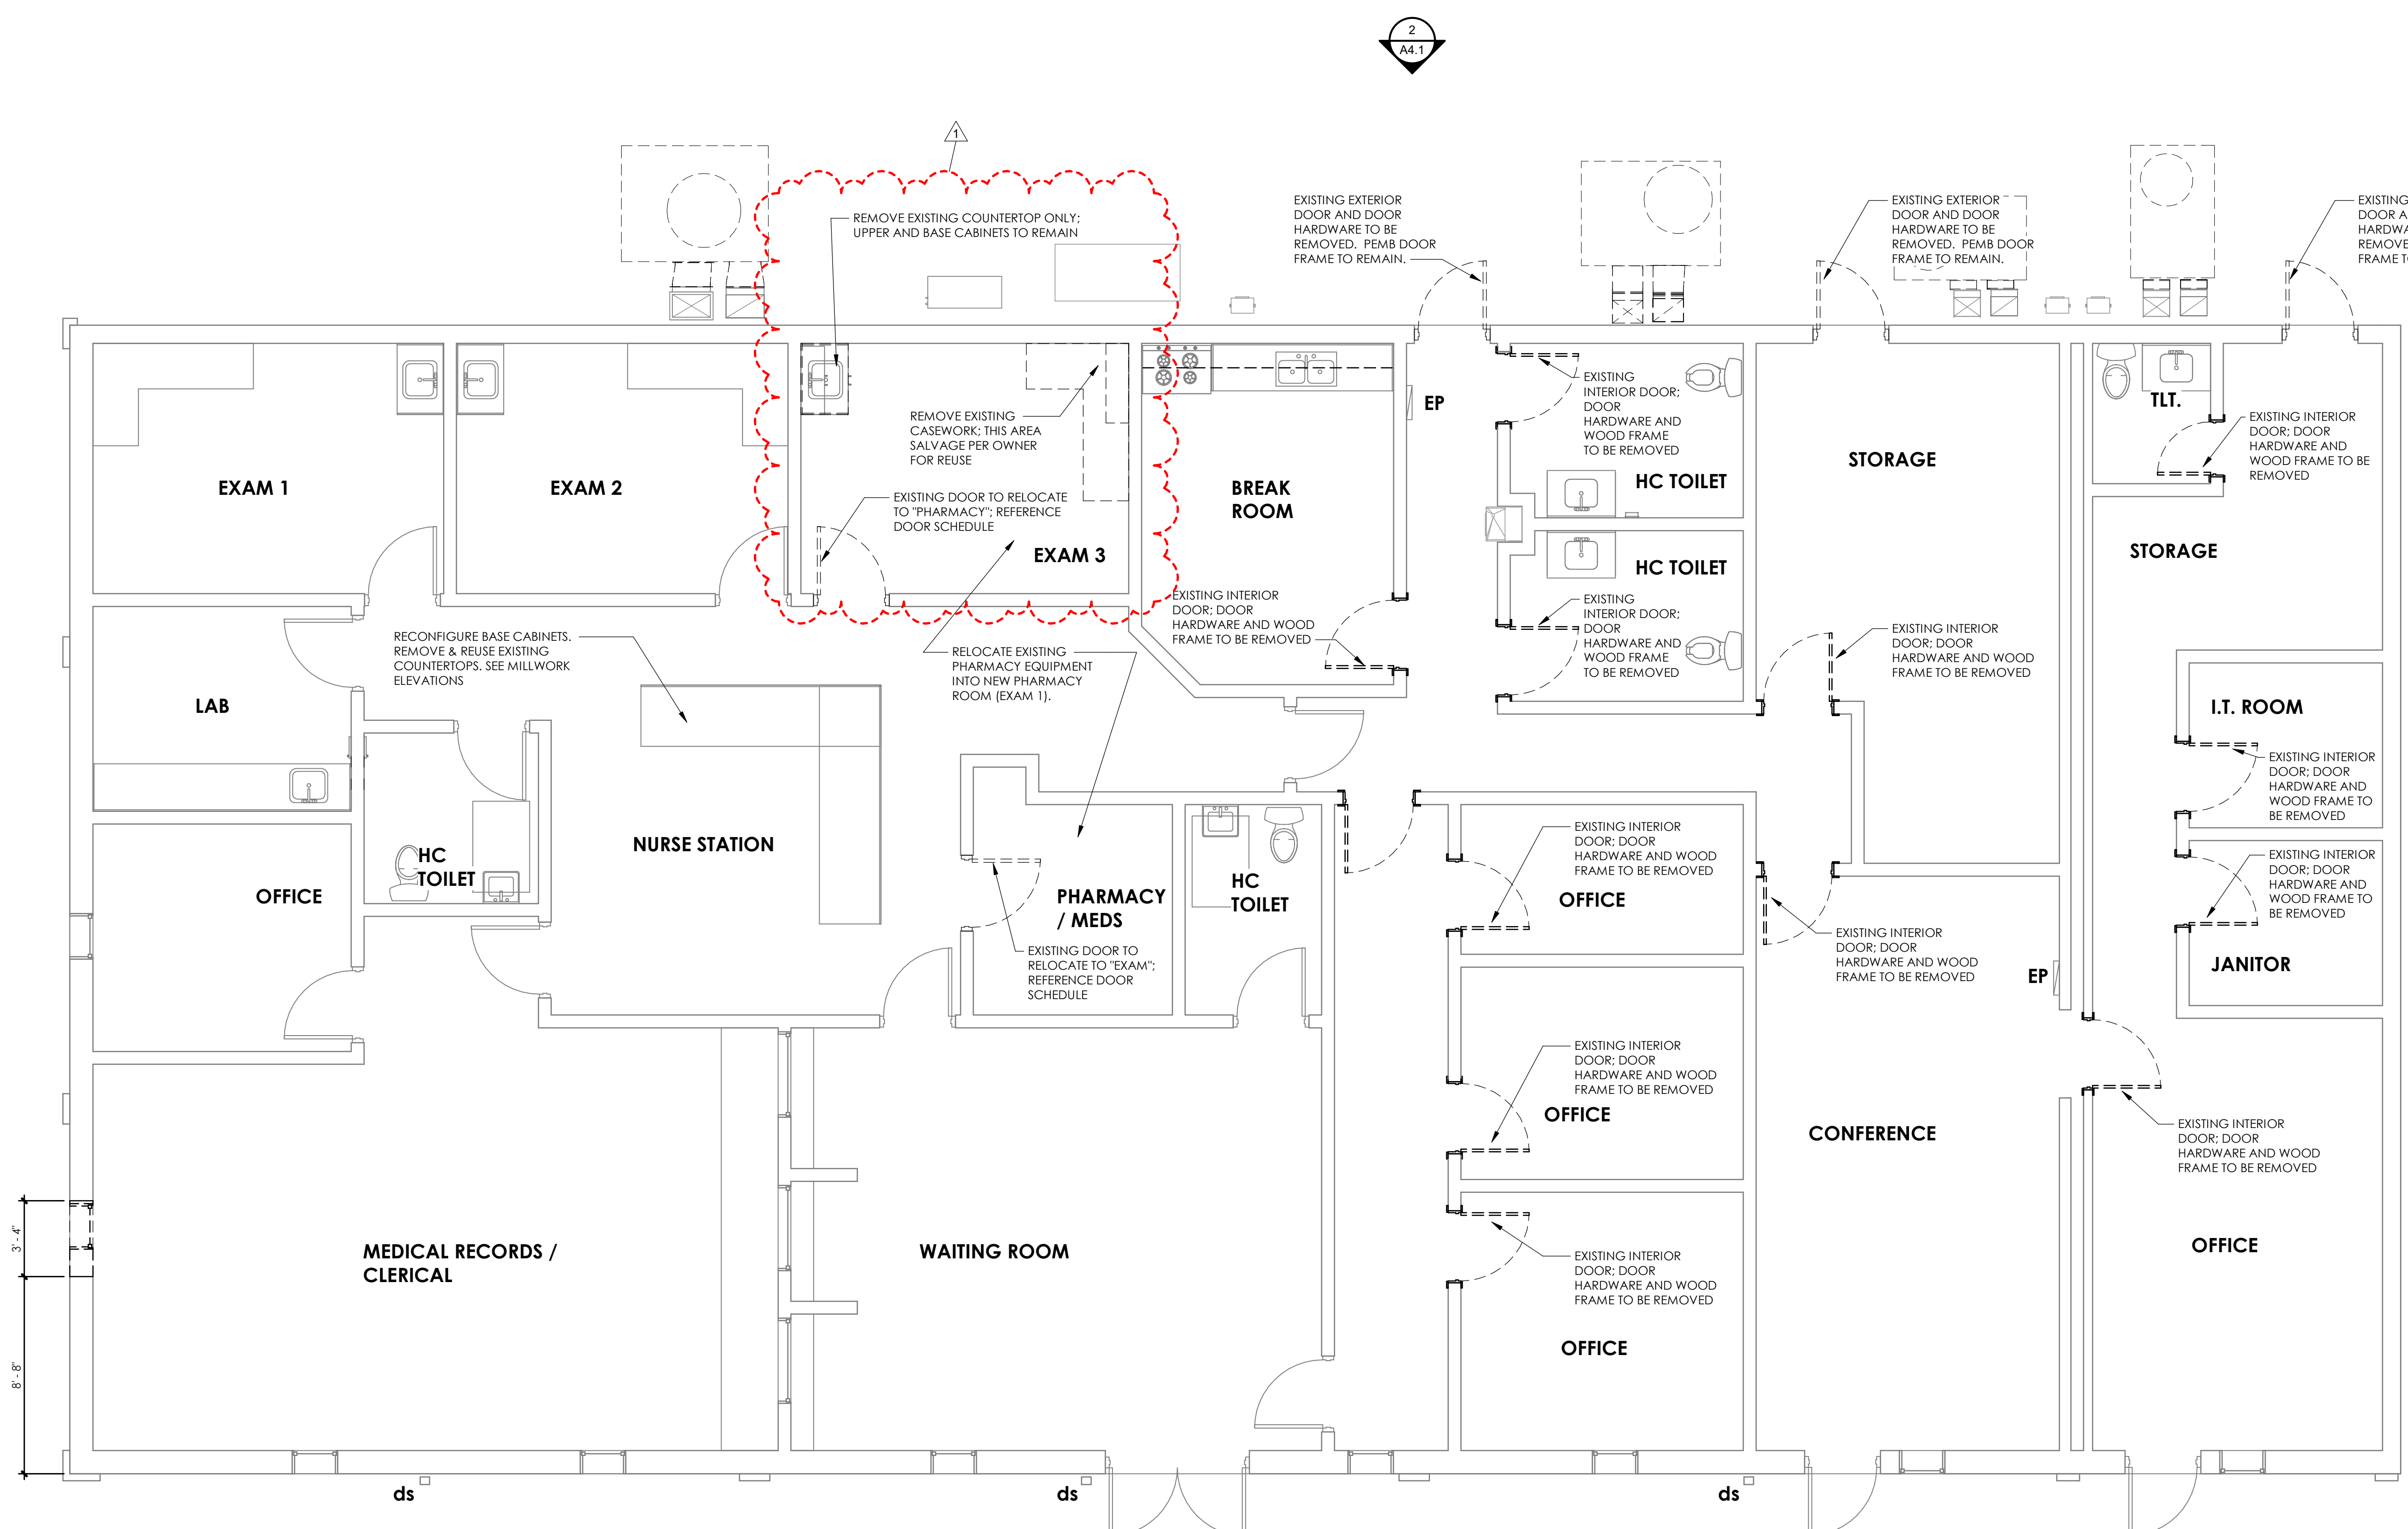 2
A4.1
1
REMOVE EXISTING COUNTERTOP ONLY;
UPPER AND BASE CABINETS TO REMAIN
EXISTING EXTERIOR
DOOR AND DOOR
HARDWARE TO BE
REMOVED. PEMB DOOR
FRAME TO REMAIN.
EXISTING EXTERIOR
DOOR AND DOOR
HARDWARE TO BE
REMOVED. PEMB DOOR
FRAME TO REMAIN.
EXISTING
DOOR A
HARDWA
REMOVE
FRAME T
EXAM 1
EXAM 2
REMOVE EXISTING
CASEWORK; THIS AREA
SALVAGE PER OWNER
FOR REUSE
EXISTING DOOR TO RELOCATE
TO "PHARMACY"; REFERENCE
DOOR SCHEDULE
EXAM 3
BREAK
ROOM
EP
EXISTING
INTERIOR DOOR;
DOOR
HARDWARE AND
WOOD FRAME
TO BE REMOVED
HC TOILET
STORAGE
TLT.
EXISTING INTERIOR
DOOR; DOOR
HARDWARE AND
WOOD FRAME TO BE
REMOVED
STORAGE
HC TOILET
EXISTING
INTERIOR DOOR;
DOOR
HARDWARE AND
WOOD FRAME
TO BE REMOVED
EXISTING INTERIOR
DOOR; DOOR
HARDWARE AND WOOD
FRAME TO BE REMOVED
EXISTING INTERIOR
DOOR; DOOR
HARDWARE AND WOOD
FRAME TO BE REMOVED
RECONFIGURE BASE CABINETS.
REMOVE & REUSE EXISTING
COUNTERTOPS. SEE MILLWORK
ELEVATIONS
RELOCATE EXISTING
PHARMACY EQUIPMENT
INTO NEW PHARMACY
ROOM (EXAM 1).
LAB
I.T. ROOM
EXISTING INTERIOR
DOOR; DOOR
HARDWARE AND
WOOD FRAME TO
BE REMOVED
NURSE STATION
HC
TOILET
OFFICE
PHARMACY
/ MEDS
HC
TOILET
EXISTING INTERIOR
DOOR; DOOR
HARDWARE AND WOOD
FRAME TO BE REMOVED
OFFICE
EXISTING INTERIOR
DOOR; DOOR
HARDWARE AND
WOOD FRAME TO
BE REMOVED
EXISTING DOOR TO
RELOCATE TO "EXAM";
REFERENCE DOOR
SCHEDULE
EXISTING INTERIOR
DOOR; DOOR
HARDWARE AND WOOD
FRAME TO BE REMOVED
EP
JANITOR
EXISTING INTERIOR
DOOR; DOOR
HARDWARE AND WOOD
FRAME TO BE REMOVED
OFFICE
CONFERENCE
EXISTING INTERIOR
DOOR; DOOR
HARDWARE AND WOOD
FRAME TO BE REMOVED
3' - 4"
MEDICAL RECORDS /
CLERICAL
WAITING ROOM
EXISTING INTERIOR
DOOR; DOOR
HARDWARE AND WOOD
FRAME TO BE REMOVED
OFFICE
OFFICE
8' - 8"
ds
ds
ds